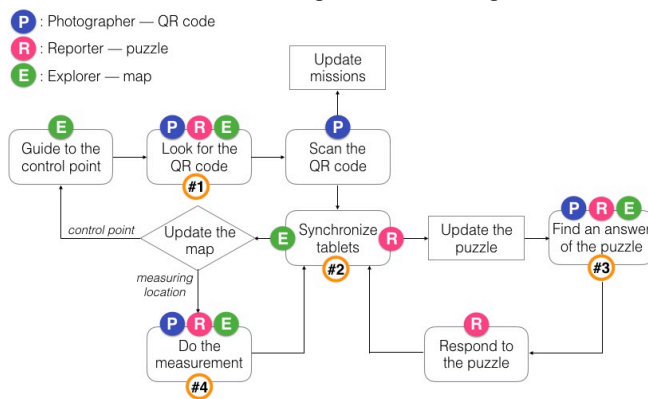 P : Photographer — QR code
R : Reporter — puzzle
E : Explorer — map
Update
missions
E
Guide to the
control point
P R E
Look for the
QR code
#1
P
Scan the
QR code
control point
Update the
map
measuring
location
E
Synchronize
tablets
R
#2
Update the
puzzle
P R E
Find an answer
of the puzzle
#3
P R E
Do the
measurement
#4
R
Respond to
the puzzle